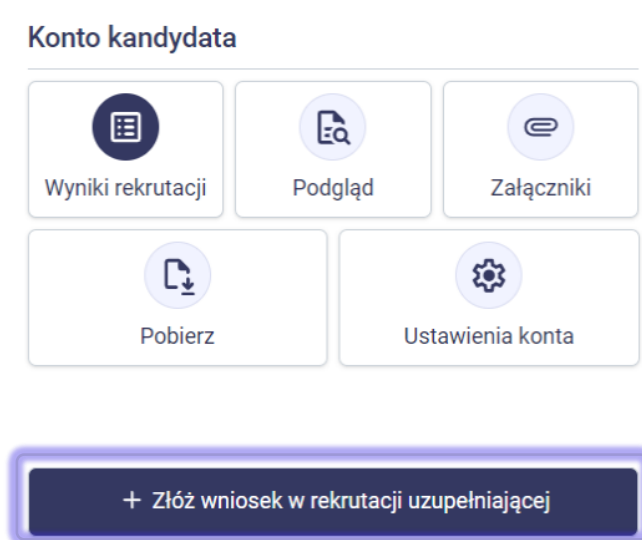 Konto kandydata
Wyniki rekrutacji
Podgląd
Załączniki
Pobierz
Ustawienia konta
+ Złóż wniosek w rekrutacji uzupełniającej